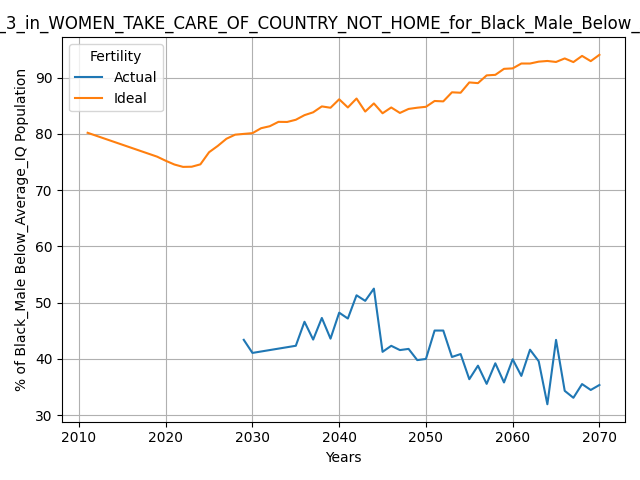 _3_in_WOMEN_TAKE_CARE_OF_COUNTRY_NOT_HOME_for_Black_Male_Below_
Fertility
Actual
Ideal
% of Black_Male Below_Average_IQ Population
90
80
70
60
50
40
30
2010 2020 2030 2040 2050 2060 2070
Years